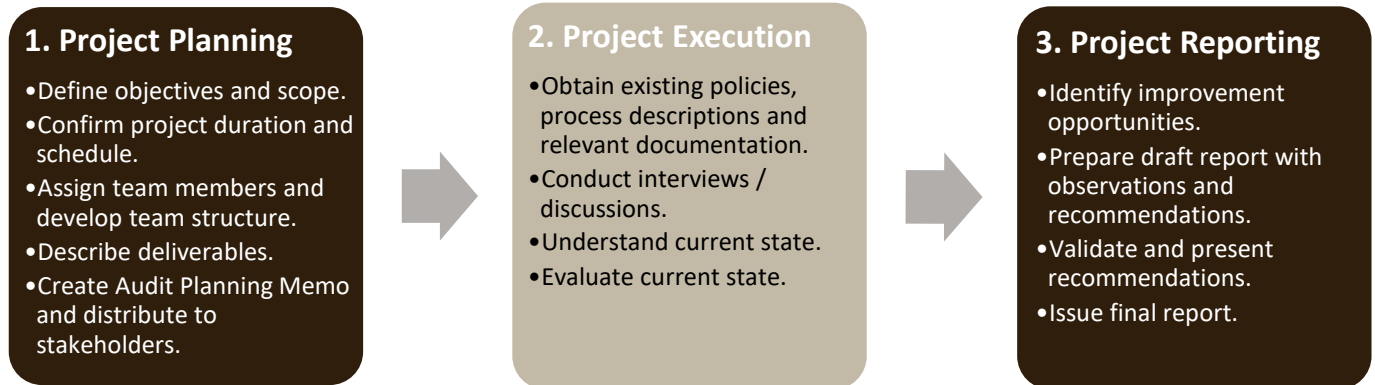 1. Project Planning
•Define objectives and scope.
•Confirm project duration and
schedule.
•Assign team members and
develop team structure.
•Describe deliverables.
•Create Audit Planning Memo
and distribute to
stakeholders.
2. Project Execution
•Obtain existing policies,
process descriptions and
relevant documentation.
•Conduct interviews /
discussions.
•Understand current state.
•Evaluate current state.
3. Project Reporting
•Identify improvement
opportunities.
•Prepare draft report with
observations and
recommendations.
•Validate and present
recommendations.
•Issue final report.